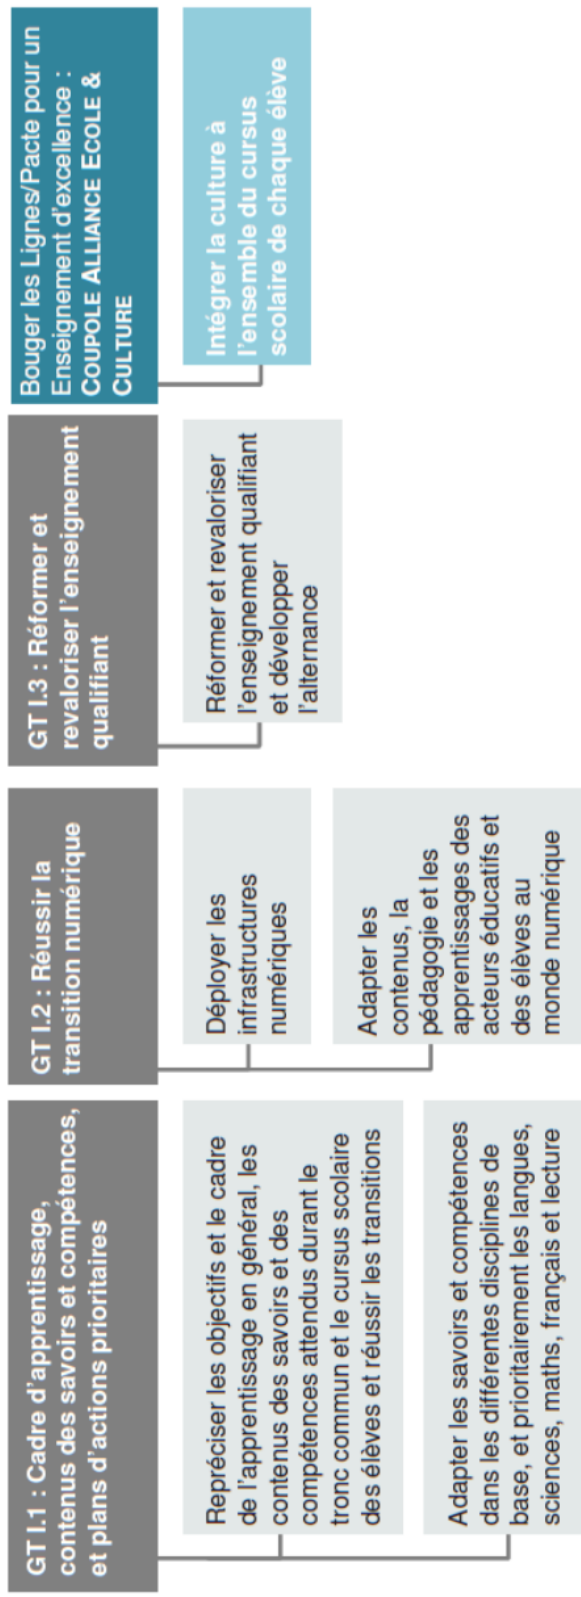 GT I.1 : Cadre d'apprentissage,
contenus des savoirs et compétences,
et plans d'actions prioritaires
Repréciser les objectifs et le cadre
de l'apprentissage en général, les
contenus des savoirs et des
compétences attendus durant le
tronc commun et le cursus scolaire
des élèves et réussir les transitions
Adapter les savoirs et compétences
dans les différentes disciplines de
base, et prioritairement les langues,
sciences, maths, français et lecture
GT I.2 : Réussir la
transition numérique
Déployer les
infrastructures
numériques
Adapter les
contenus, la
pédagogie et les
apprentissages des
acteurs éducatifs et
des élèves au
monde numérique
GT I.3 : Réformer et
revaloriser l'enseignement
qualifiant
Réformer et revaloriser
l'enseignement qualifiant
et développer
l'alternance
Bouger les Lignes/Pacte pour un
Enseignement d'excellence :
COUPOLE ALLIANCE ECOLE &
CULTURE
Intégrer la culture à
l'ensemble du cursus
scolaire de chaque élève